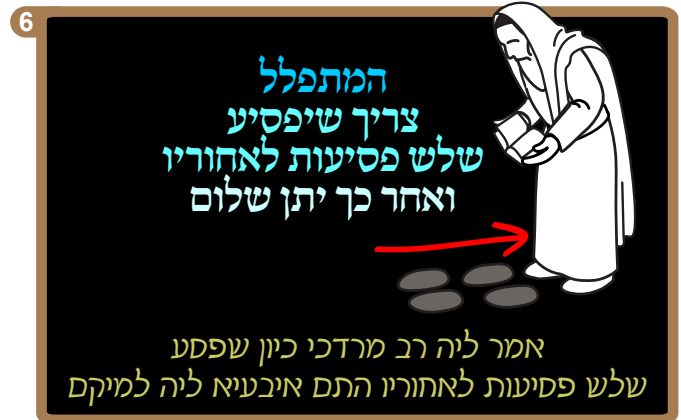 6
המתפלל
צריך שיפסיע
שלש פסיעות לאחוריו
ואחר כך יתן שלום
אמר ליה רב מרדכי כיון שפסע
שלש פסיעות לאחוריו התם איבעיא ליה למיקם